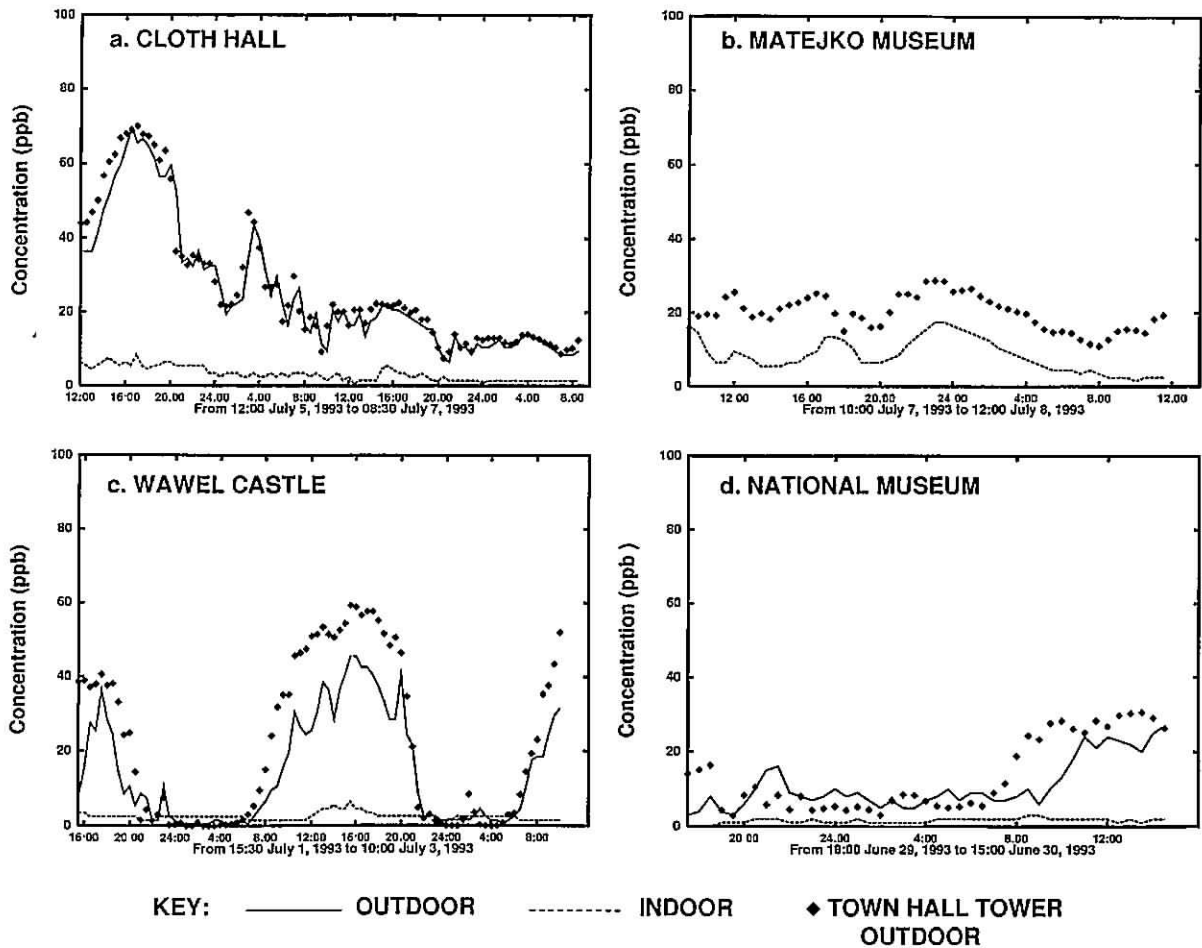 a. CLOTH HALL
Concentration (ppb)
100
80
60
40
20
0
12:00 16:00 20.00 24.00 4:00 8:00 12:00 16:00 20.00 24.00 4:00 8.00
From 12:00 July 5, 1993 to 08:30 July 7, 1993
b. MATEJKO MUSEUM
Concentration (ppb)
100
80
60
40
20
0
12 00 16 00 20.00 24 00 4:00 8.00 12:00
From 10:00 July 7, 1993 to 12:00 July 8, 1993
c. WAWEL CASTLE
Concentration (ppb)
100
80
60
40
20
0
16:00 20 00 24:00 4:00 8:00 12:00 16:00 20:00 24.00 4:00 8:00
From 15:30 July 1, 1993 to 10:00 July 3, 1993
d. NATIONAL MUSEUM
Concentration (ppb )
100
80
60
40
20
0
20 00 24:00 4:00 8:00 12:00
From 18:00 June 29, 1993 to 15:00 June 30, 1993
KEY: OUTDOOR INDOOR TOWN HALL TOWER
OUTDOOR